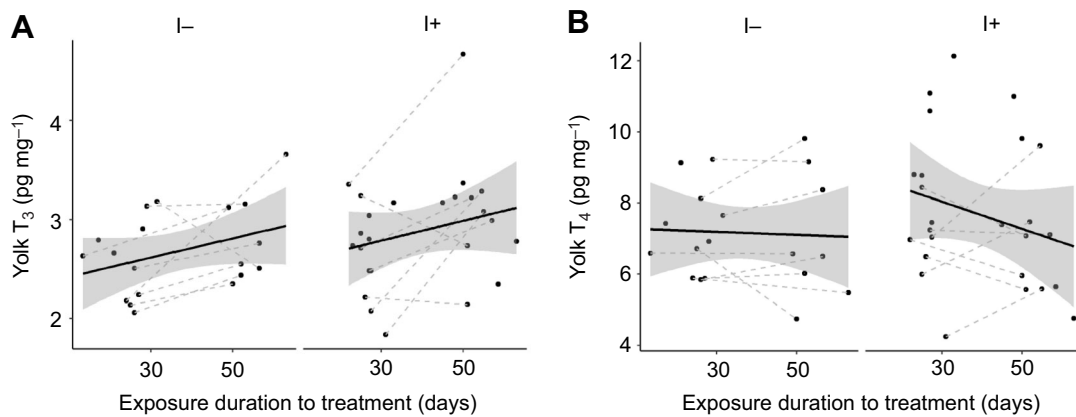 A
I–
I+
Yolk T3 (pg mg–1)
4
3
2
30
50
30
50
Exposure duration to treatment (days)
B
I–
I+
Yolk T4 (pg mg–1)
12
10
8
6
4
30
50
30
50
Exposure duration to treatment (days)